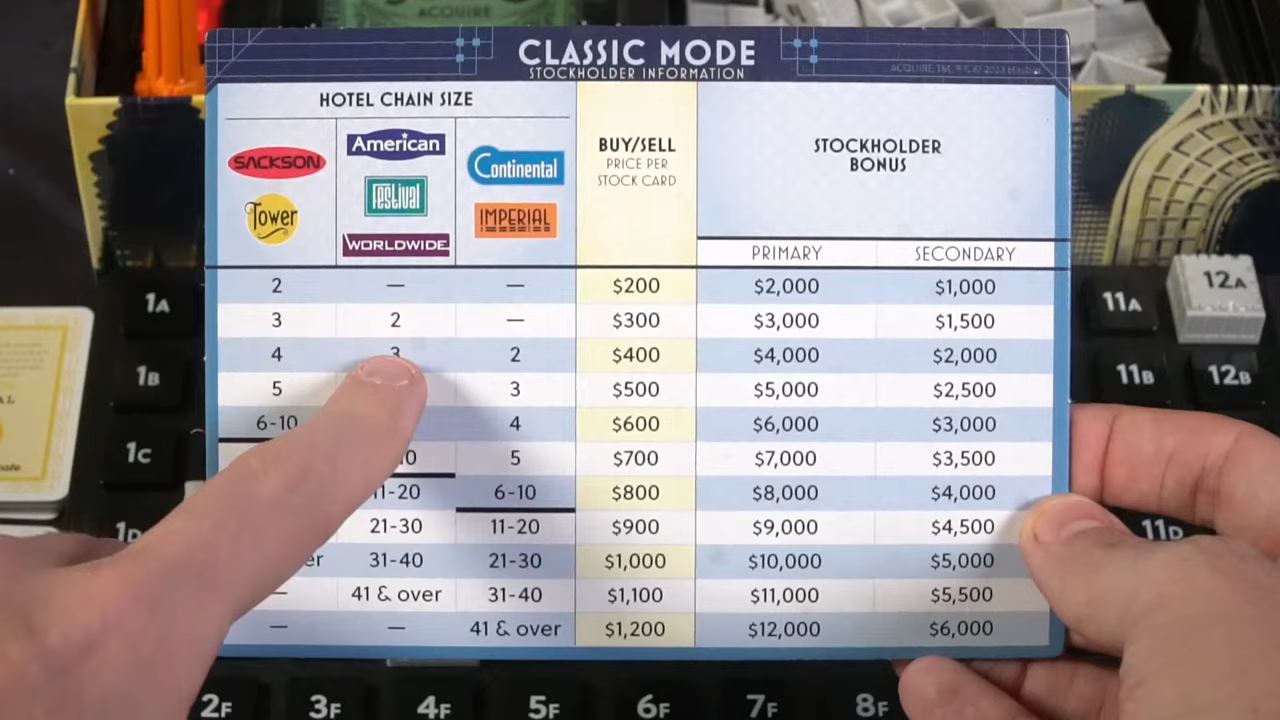 ACQUIRE
CLASSIC MODE
STOCKHOLDER INFORMATION
ACQUIRE TM, ® & © 2023 Hasbro
HOTEL CHAIN SIZE
SACKSON
Tower
American
Festival
WORLDWIDE
Continental
IMPERIAL
BUY/SELL
PRICE PER
STOCK CARD
STOCKHOLDER
BONUS
PRIMARY SECONDARY
2 — — $200 $2,000 $1,000
3 2 — $300 $3,000 $1,500
4 3 2 $400 $4,000 $2,000
5 3 $500 $5,000 $2,500
6-10 4 $600 $6,000 $3,000
5 $700 $7,000 $3,500
11-20 6-10 $800 $8,000 $4,000
21-30 11-20 $900 $9,000 $4,500
31-40 21-30 $1,000 $10,000 $5,000
— 41 & over 31-40 $1,100 $11,000 $5,500
— — 41 & over $1,200 $12,000 $6,000
1A
1B
1C
1D
11A
12A
11B
12B
11D
2F 3F 4F 5F 6F 7F 8F